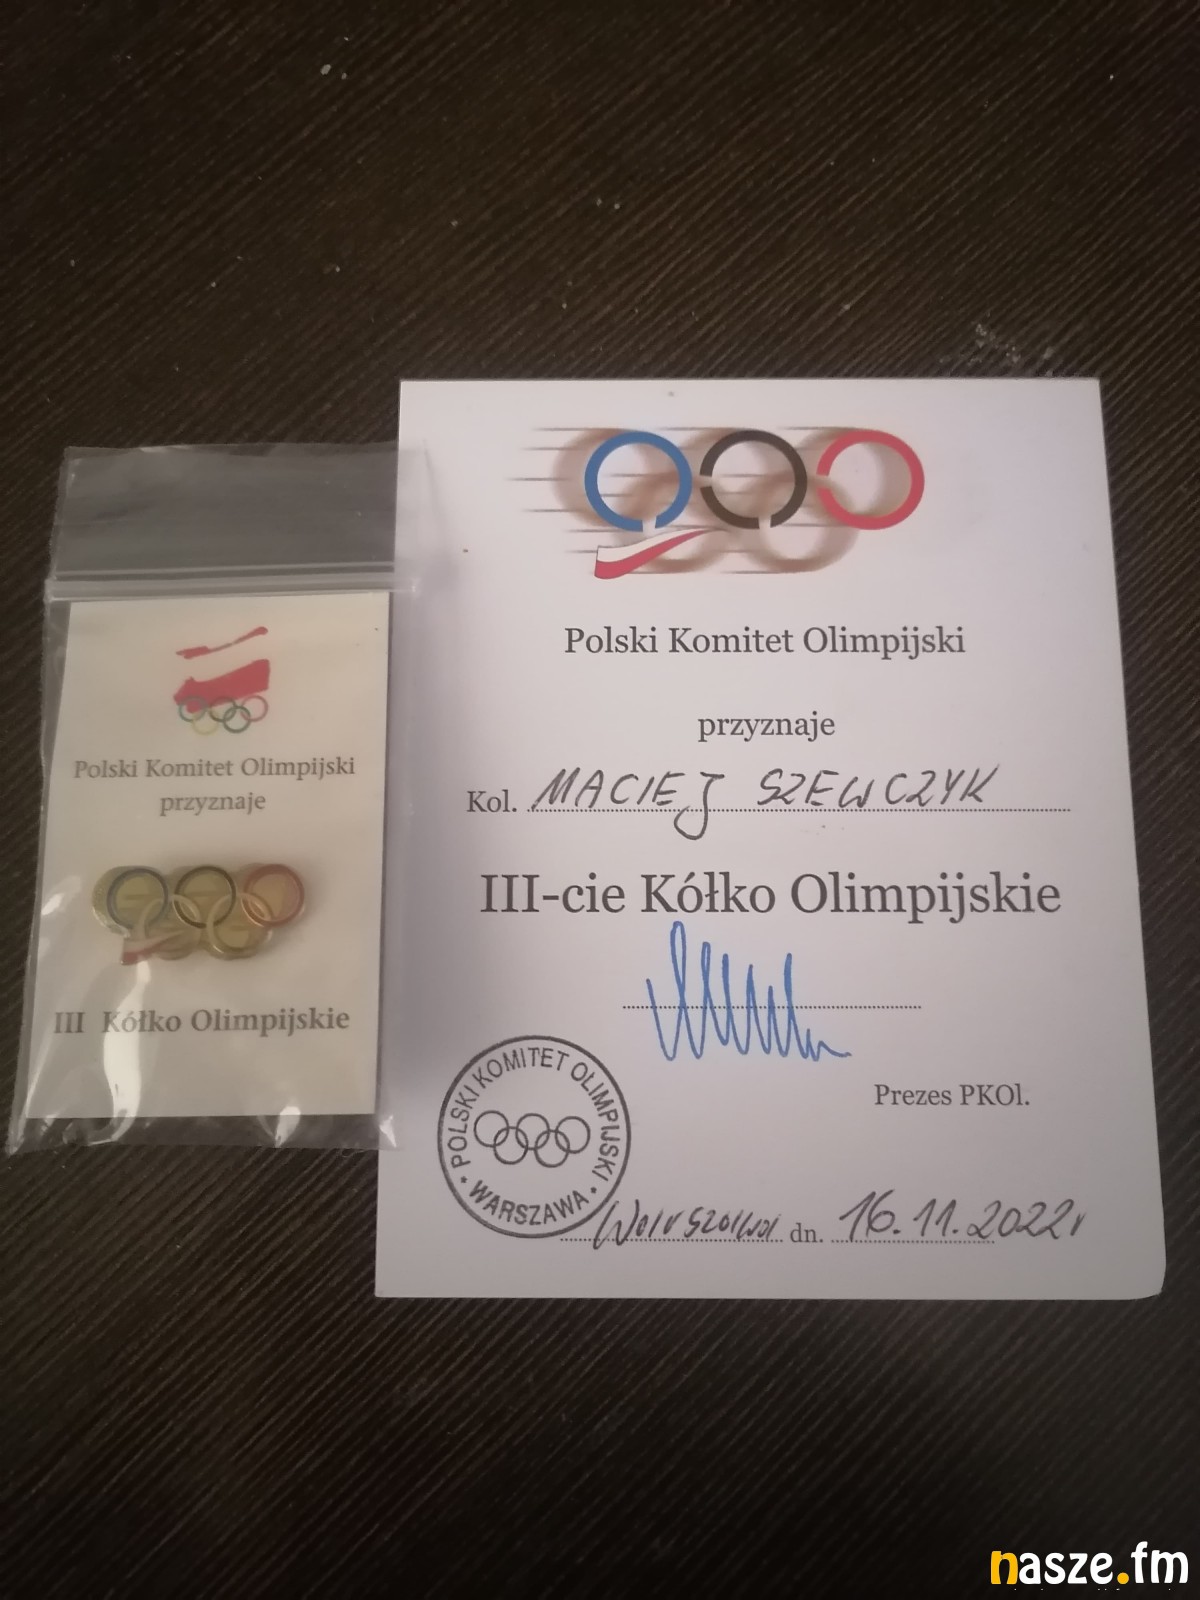 Polski Komitet Olimpijski
przyznaje
III Kółko Olimpijskie
Polski Komitet Olimpijski
przyznaje
Kol. MACIEJ SZEWCZYK
III-cie Kółko Olimpijskie
Prezes PKOl.
POLSKI KOMITET OLIMPIJSKI
WARSZAWA
Warszawa dn. 16.11.2022r
nasze.fm